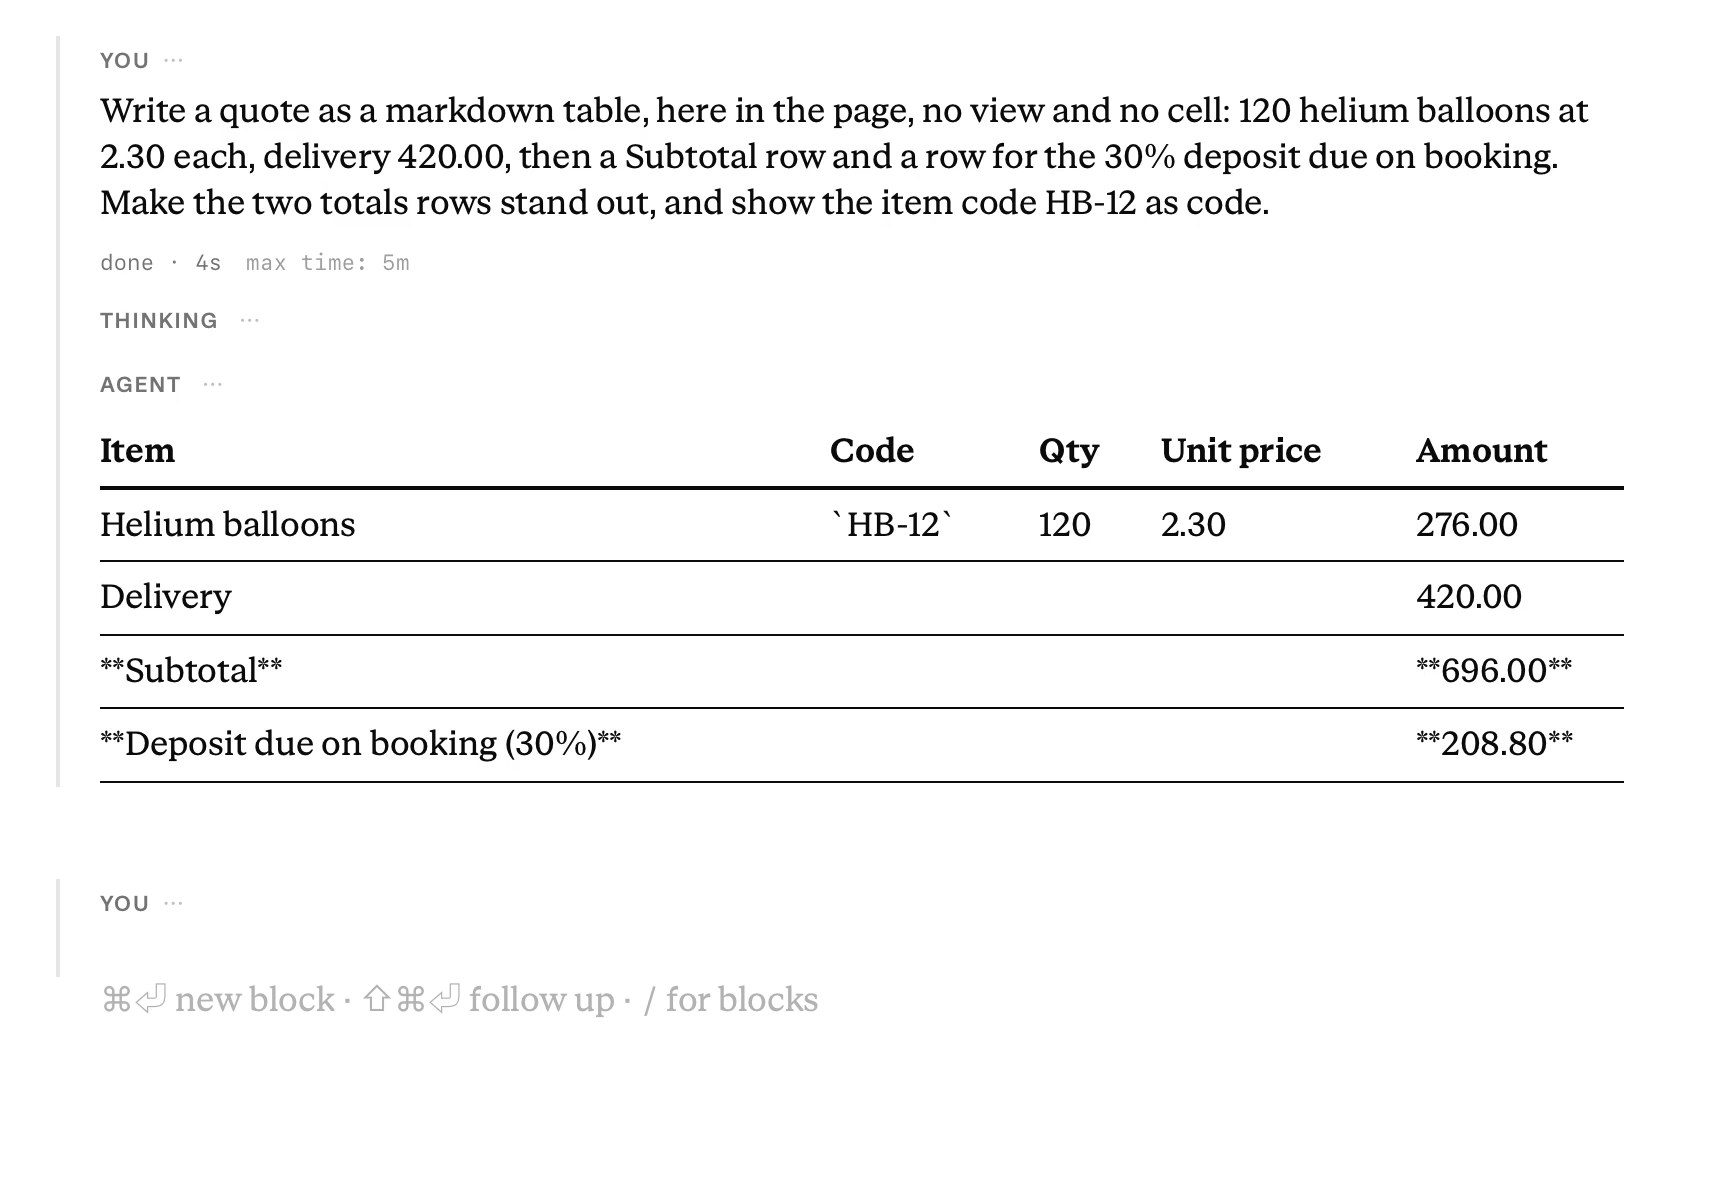 YOU ···
Write a quote as a markdown table, here in the page, no view and no cell: 120 helium balloons at
2.30 each, delivery 420.00, then a Subtotal row and a row for the 30% deposit due on booking.
Make the two totals rows stand out, and show the item code HB-12 as code.
done · 4s max time: 5m
THINKING ···
AGENT ···
Item Code Qty Unit price Amount
Helium balloons `HB-12` 120 2.30 276.00
Delivery 420.00
**Subtotal** **696.00**
**Deposit due on booking (30%)** **208.80**
YOU ···
⌘⏎ new block · ⇧⌘⏎ follow up · / for blocks